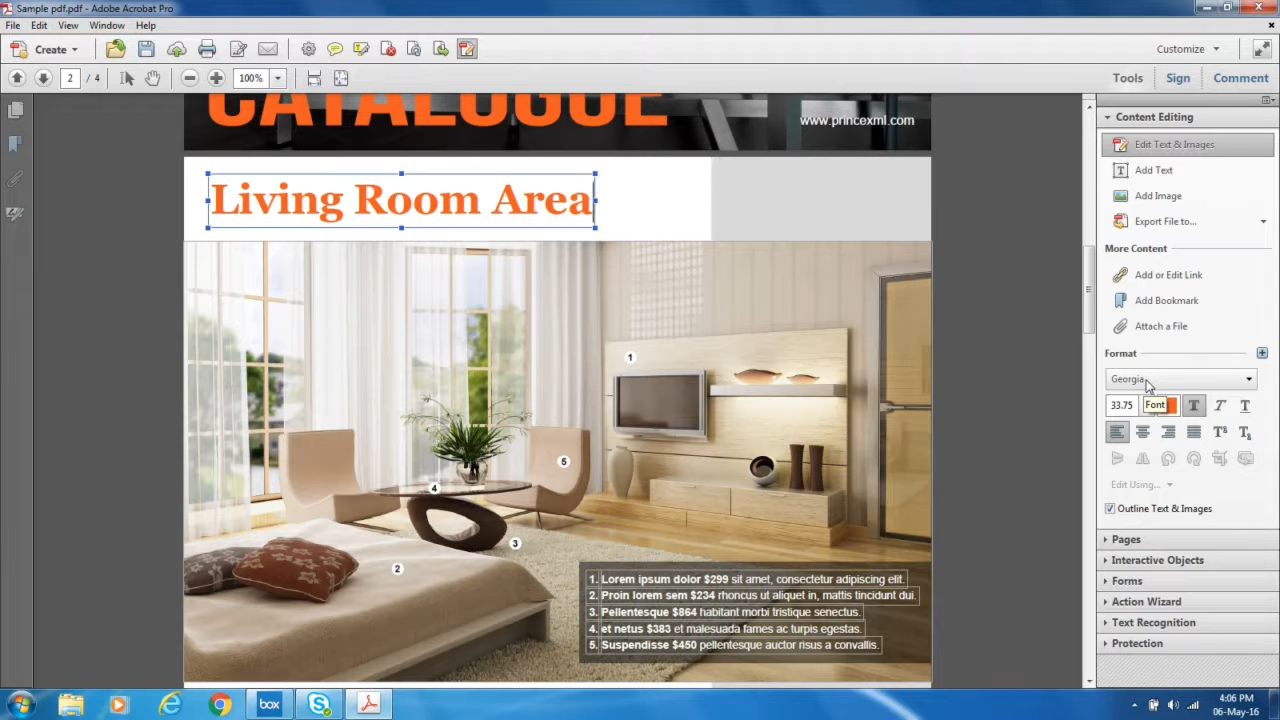 Sample pdf.pdf - Adobe Acrobat Pro
File Edit View Window Help
Create Customize
2 / 4 100% Tools Sign Comment
CATALOGUE
www.princexml.com
Living Room Area
1
5
4
3
2
1. Lorem ipsum dolor $299 sit amet, consectetur adipiscing elit.
2. Proin lorem sem $234 rhoncus ut aliquet in, mattis tincidunt dui.
3. Pellentesque $864 habitant morbi tristique senectus.
4. et netus $383 et malesuada fames ac turpis egestas.
5. Suspendisse $450 pellentesque auctor risus a convallis.
Content Editing
Edit Text & Images
Add Text
Add Image
Export File to...
More Content
Add or Edit Link
Add Bookmark
Attach a File
Format
Georgia
33.75 Font T T T
T T
Edit Using...
Outline Text & Images
Pages
Interactive Objects
Forms
Action Wizard
Text Recognition
Protection
box
4:06 PM
06-May-16